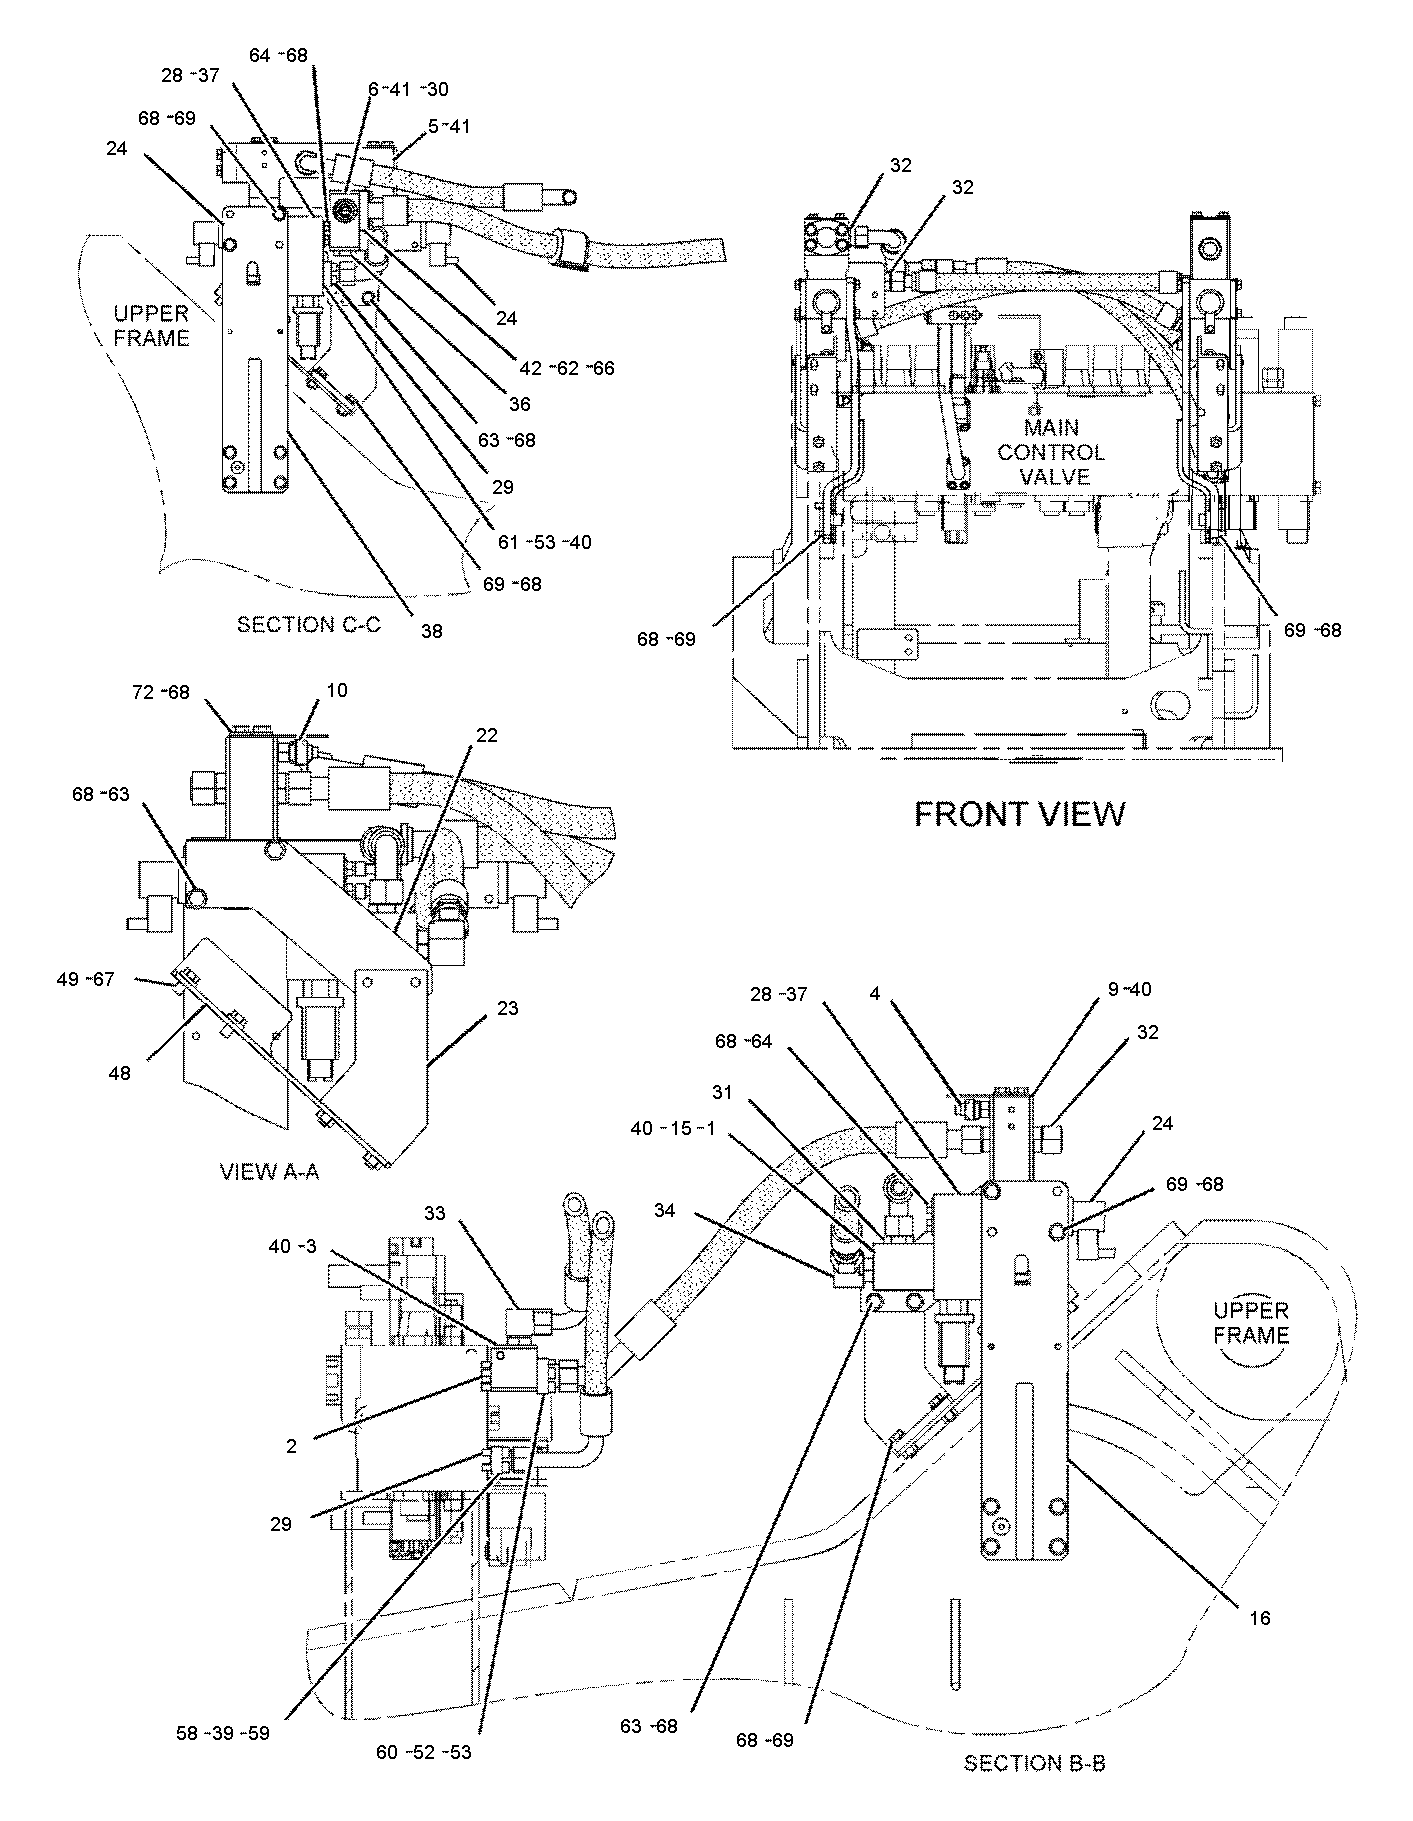 64 -68
28 -37
6-41 -30
68 -69
5-41
24
UPPER
FRAME
24
42 -62 -66
36
63 -68
29
61 -53 -40
69 -68
38
SECTION C-C
32
32
MAIN
CONTROL
VALVE
68 -69
69 -68
FRONT VIEW
72 -68
10
22
68 -63
49 -67
23
48
VIEW A-A
28 -37
4
9-40
32
68 -64
31
40 -15 -1
24
69 -68
34
33
40 -3
UPPER
FRAME
2
29
16
58 -39 -59
60 -52 -53
63 -68
68 -69
SECTION B-B